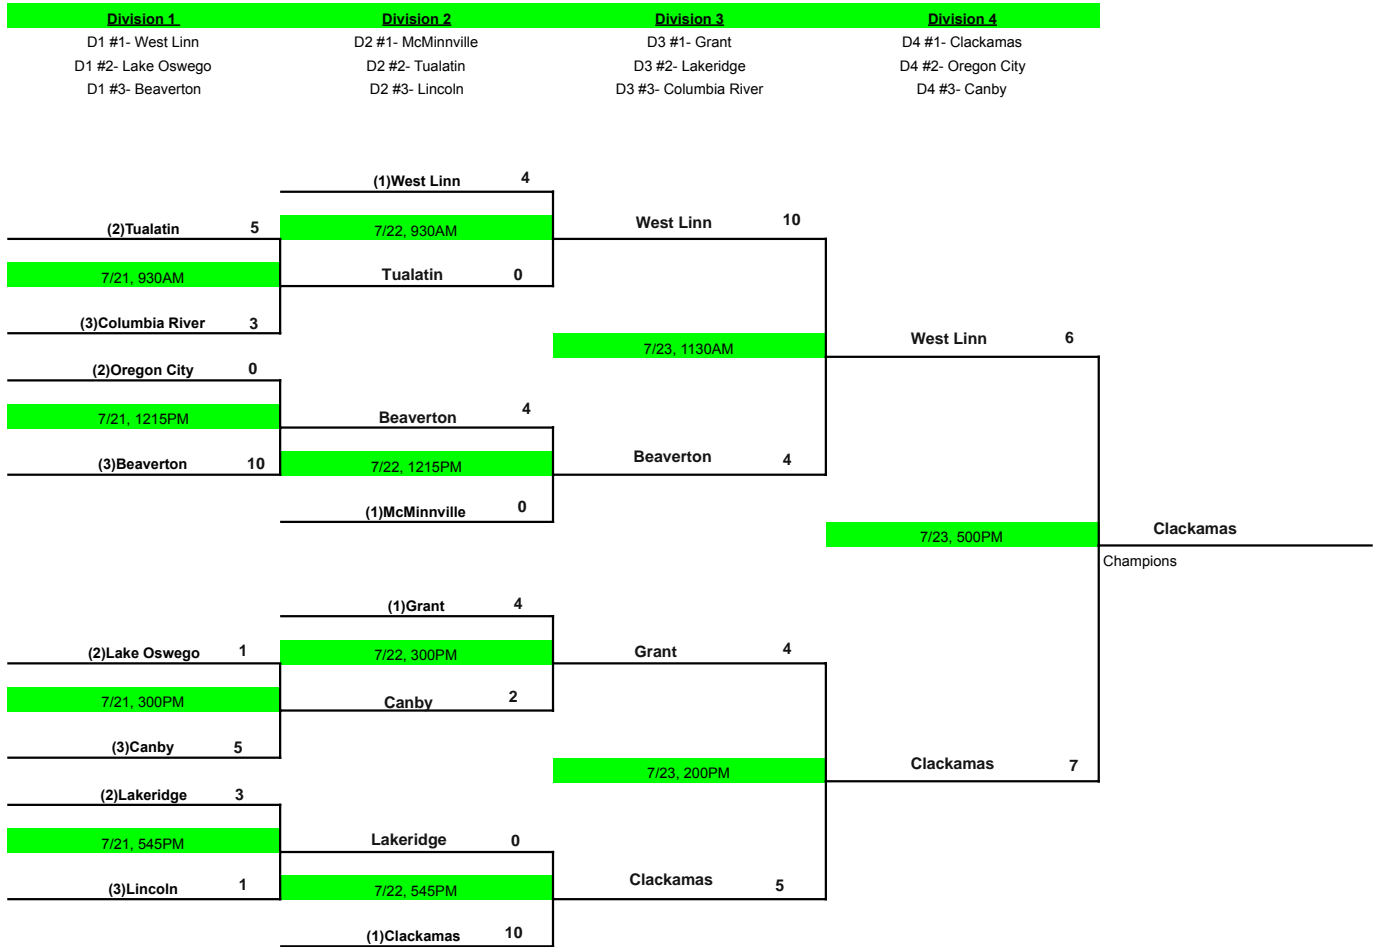 Division 1 Division 2 Division 3 Division 4
D1 #1- West Linn D2 #1- McMinnville D3 #1- Grant D4 #1- Clackamas
D1 #2- Lake Oswego D2 #2- Tualatin D3 #2- Lakeridge D4 #2- Oregon City
D1 #3- Beaverton D2 #3- Lincoln D3 #3- Columbia River D4 #3- Canby
(1)West Linn 4
(2)Tualatin 5 7/22, 930AM West Linn 10
7/21, 930AM Tualatin 0
(3)Columbia River 3
7/23, 1130AM West Linn 6
(2)Oregon City 0
7/21, 1215PM Beaverton 4
(3)Beaverton 10 7/22, 1215PM Beaverton 4
(1)McMinnville 0
7/23, 500PM Clackamas
Champions
(1)Grant 4
(2)Lake Oswego 1 7/22, 300PM Grant 4
7/21, 300PM Canby 2
(3)Canby 5
7/23, 200PM Clackamas 7
(2)Lakeridge 3
7/21, 545PM Lakeridge 0
(3)Lincoln 1 7/22, 545PM Clackamas 5
(1)Clackamas 10